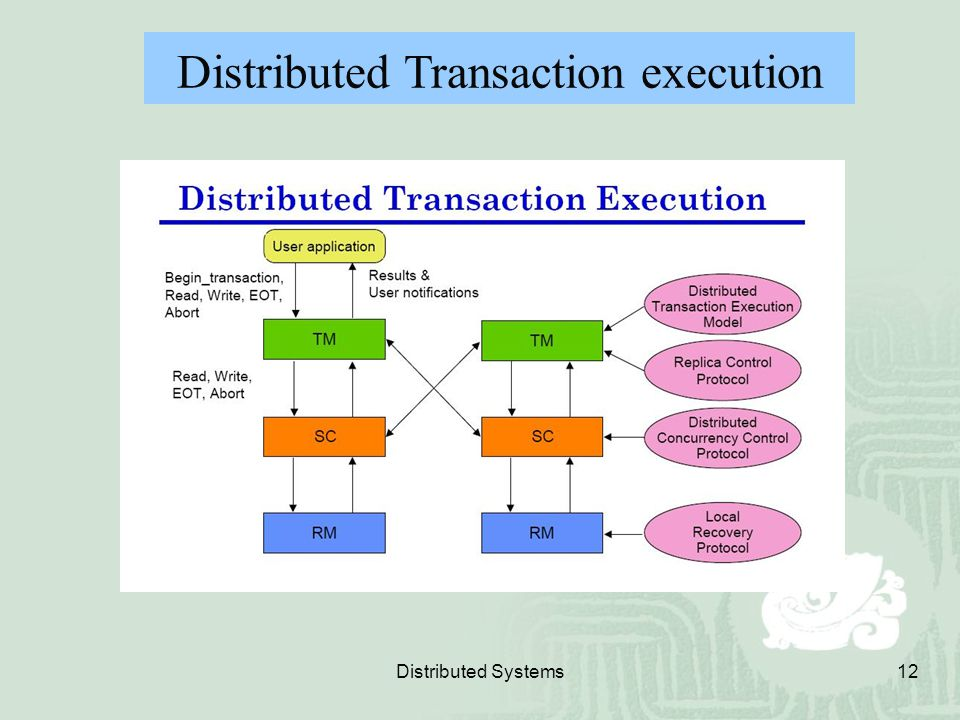 Distributed Transaction execution
Distributed Transaction Execution
User application
Begin_transaction,
Read, Write, EOT,
Abort
Results &
User notifications
Distributed
Transaction Execution
Model
TM
TM
Replica Control
Protocol
Read, Write,
EOT, Abort
SC
SC
Distributed
Concurrency Control
Protocol
RM
RM
Local
Recovery
Protocol
Distributed Systems
12